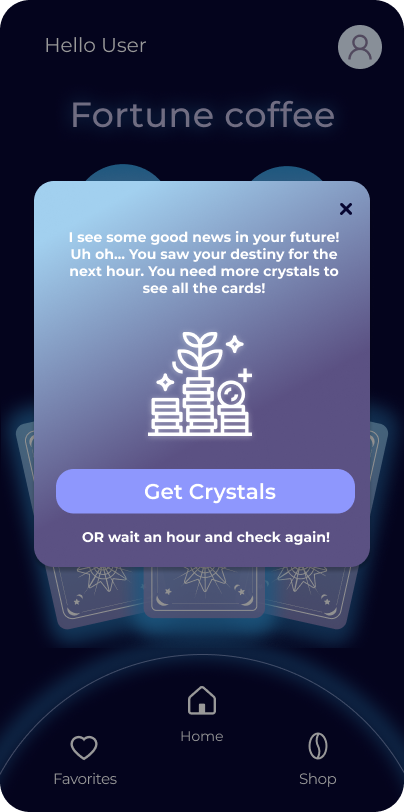 Hello User
Fortune coffee
I see some good news in your future!
Uh oh... You saw your destiny for the
next hour. You need more crystals to
see all the cards!
Get Crystals
OR wait an hour and check again!
Home
Favorites
Shop